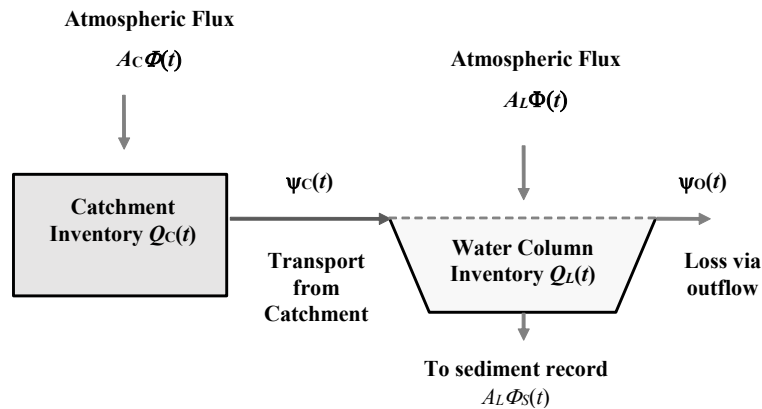 Atmospheric Flux
ACΦ(t)
Atmospheric Flux
ALΦ(t)
ψC(t)
ψO(t)
Catchment
Inventory QC(t)
Water Column
Inventory QL(t)
Transport
from
Catchment
Loss via
outflow
To sediment record
ALΦS(t)